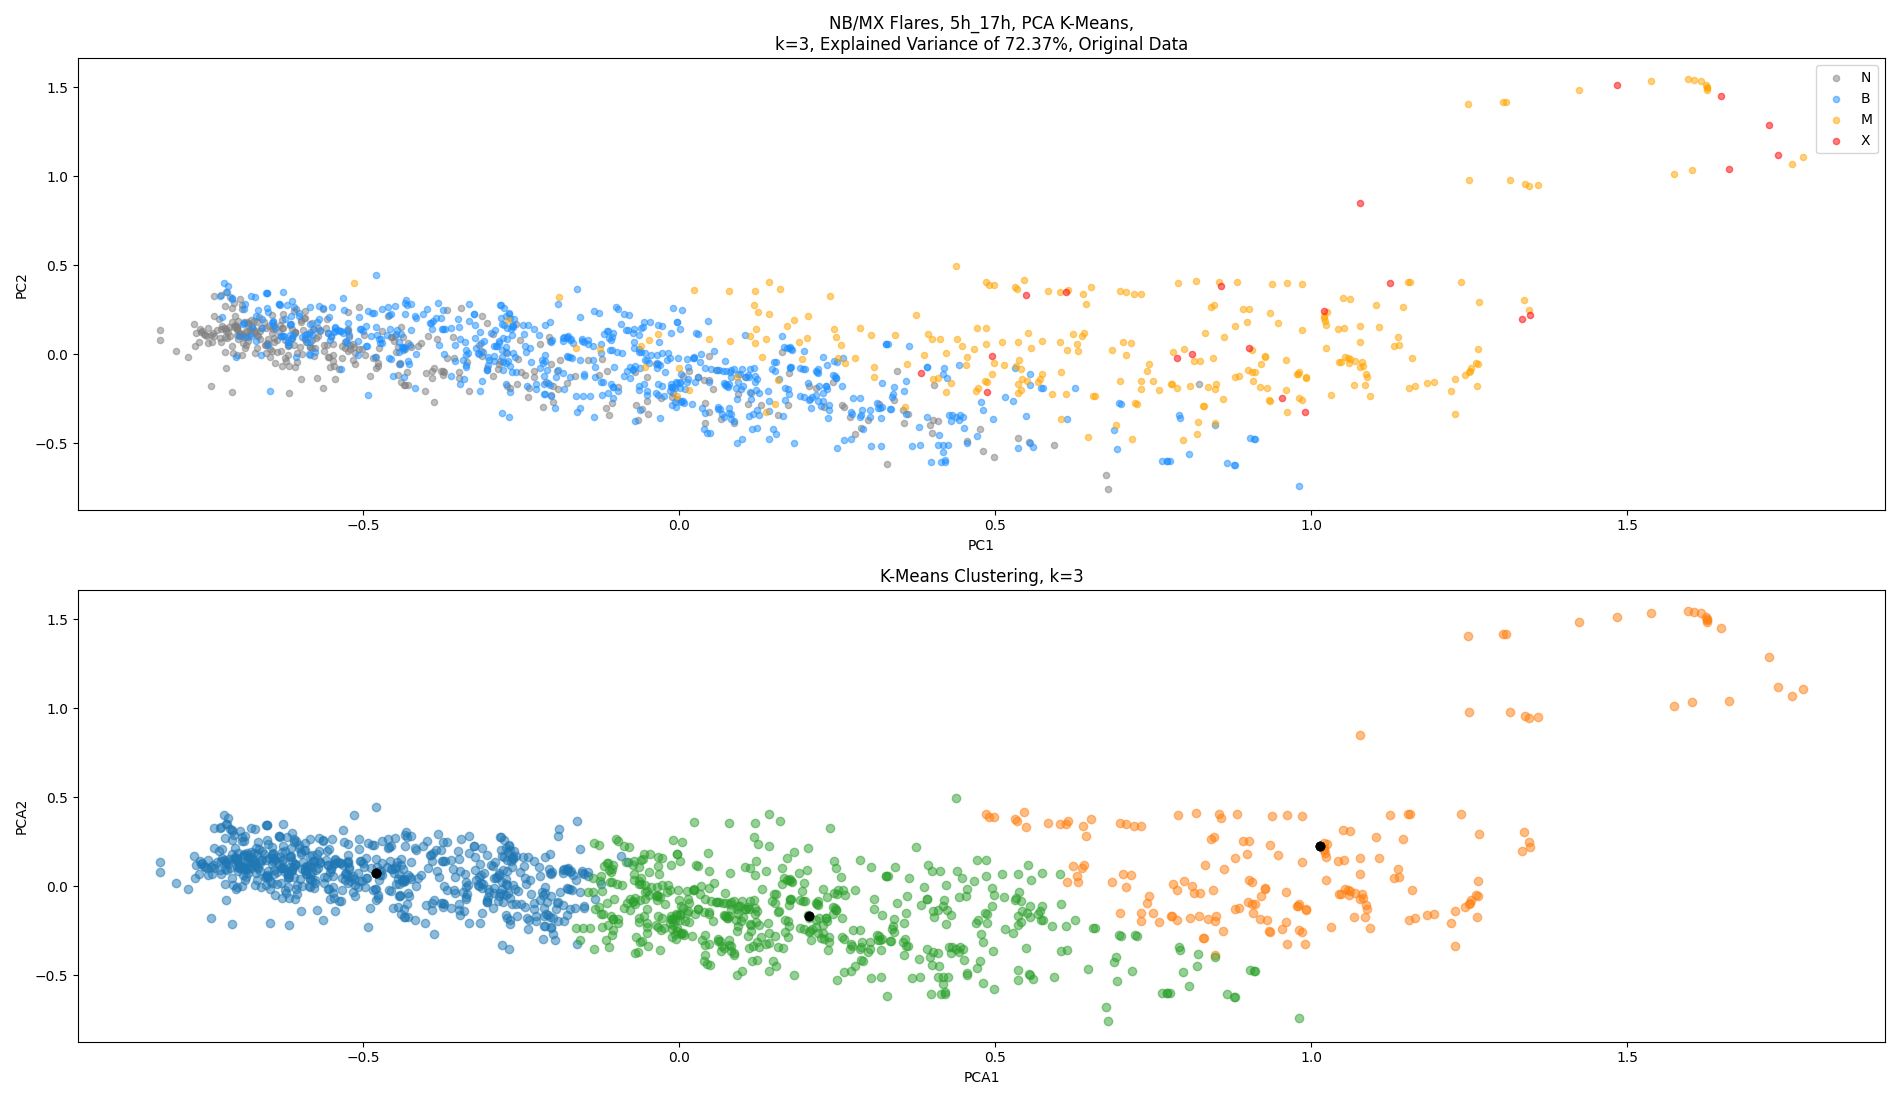 NB/MX Flares, 5h_17h, PCA K-Means,
k=3, Explained Variance of 72.37%, Original Data
1.5
1.0
0.5
0.0
−0.5
PC2
N
B
M
X
−0.5
0.0
0.5
1.0
1.5
PC1
K-Means Clustering, k=3
1.5
1.0
0.5
0.0
−0.5
PCA2
−0.5
0.0
0.5
1.0
1.5
PCA1